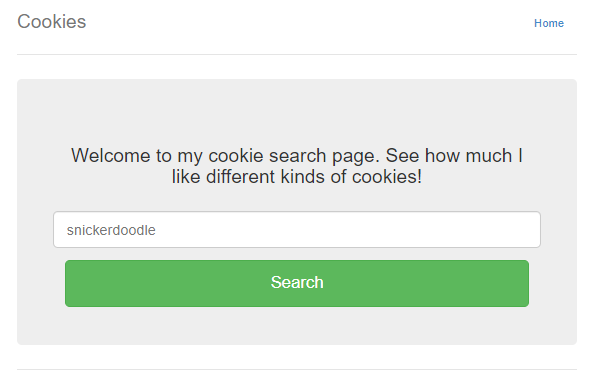 Cookies
Home
Welcome to my cookie search page. See how much I
like different kinds of cookies!
snickerdoodle
Search